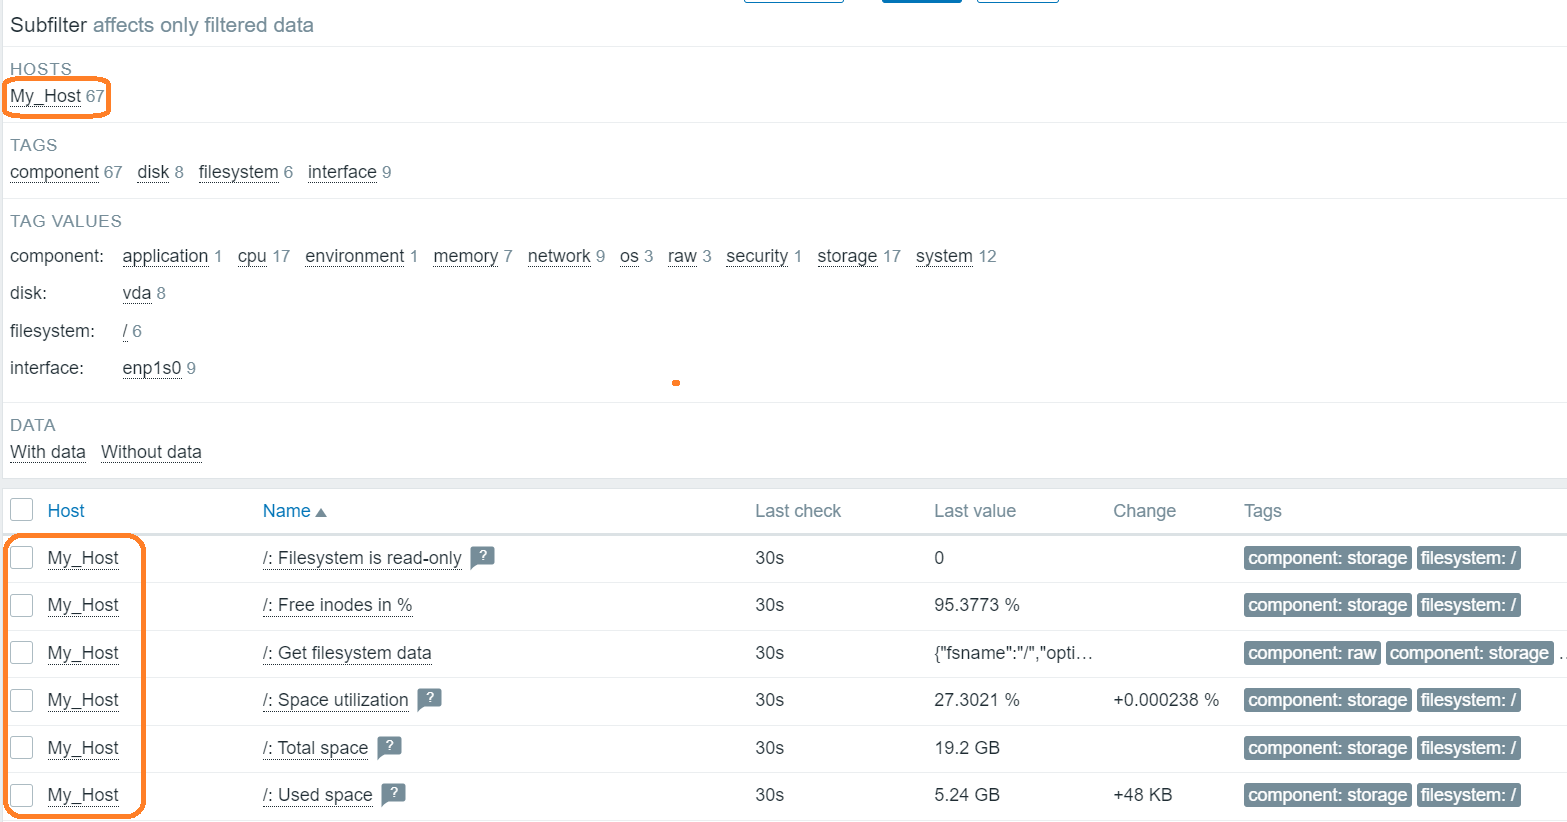 Subfilter affects only filtered data
HOSTS
My_Host 67
TAGS
component 67 disk 8 filesystem 6 interface 9
TAG VALUES
component: application 1 cpu 17 environment 1 memory 7 network 9 os 3 raw 3 security 1 storage 17 system 12
disk: vda 8
filesystem: / 6
interface: enp1s0 9
DATA
With data Without data
Host Name Last check Last value Change Tags
My_Host /: Filesystem is read-only ? 30s 0 component: storage filesystem: /
My_Host /: Free inodes in % 30s 95.3773 % component: storage filesystem: /
My_Host /: Get filesystem data 30s {"fsname":"/","opti... component: raw component: storage ..
My_Host /: Space utilization ? 30s 27.3021 % +0.000238 % component: storage filesystem: /
My_Host /: Total space ? 30s 19.2 GB component: storage filesystem: /
My_Host /: Used space ? 30s 5.24 GB +48 KB component: storage filesystem: /